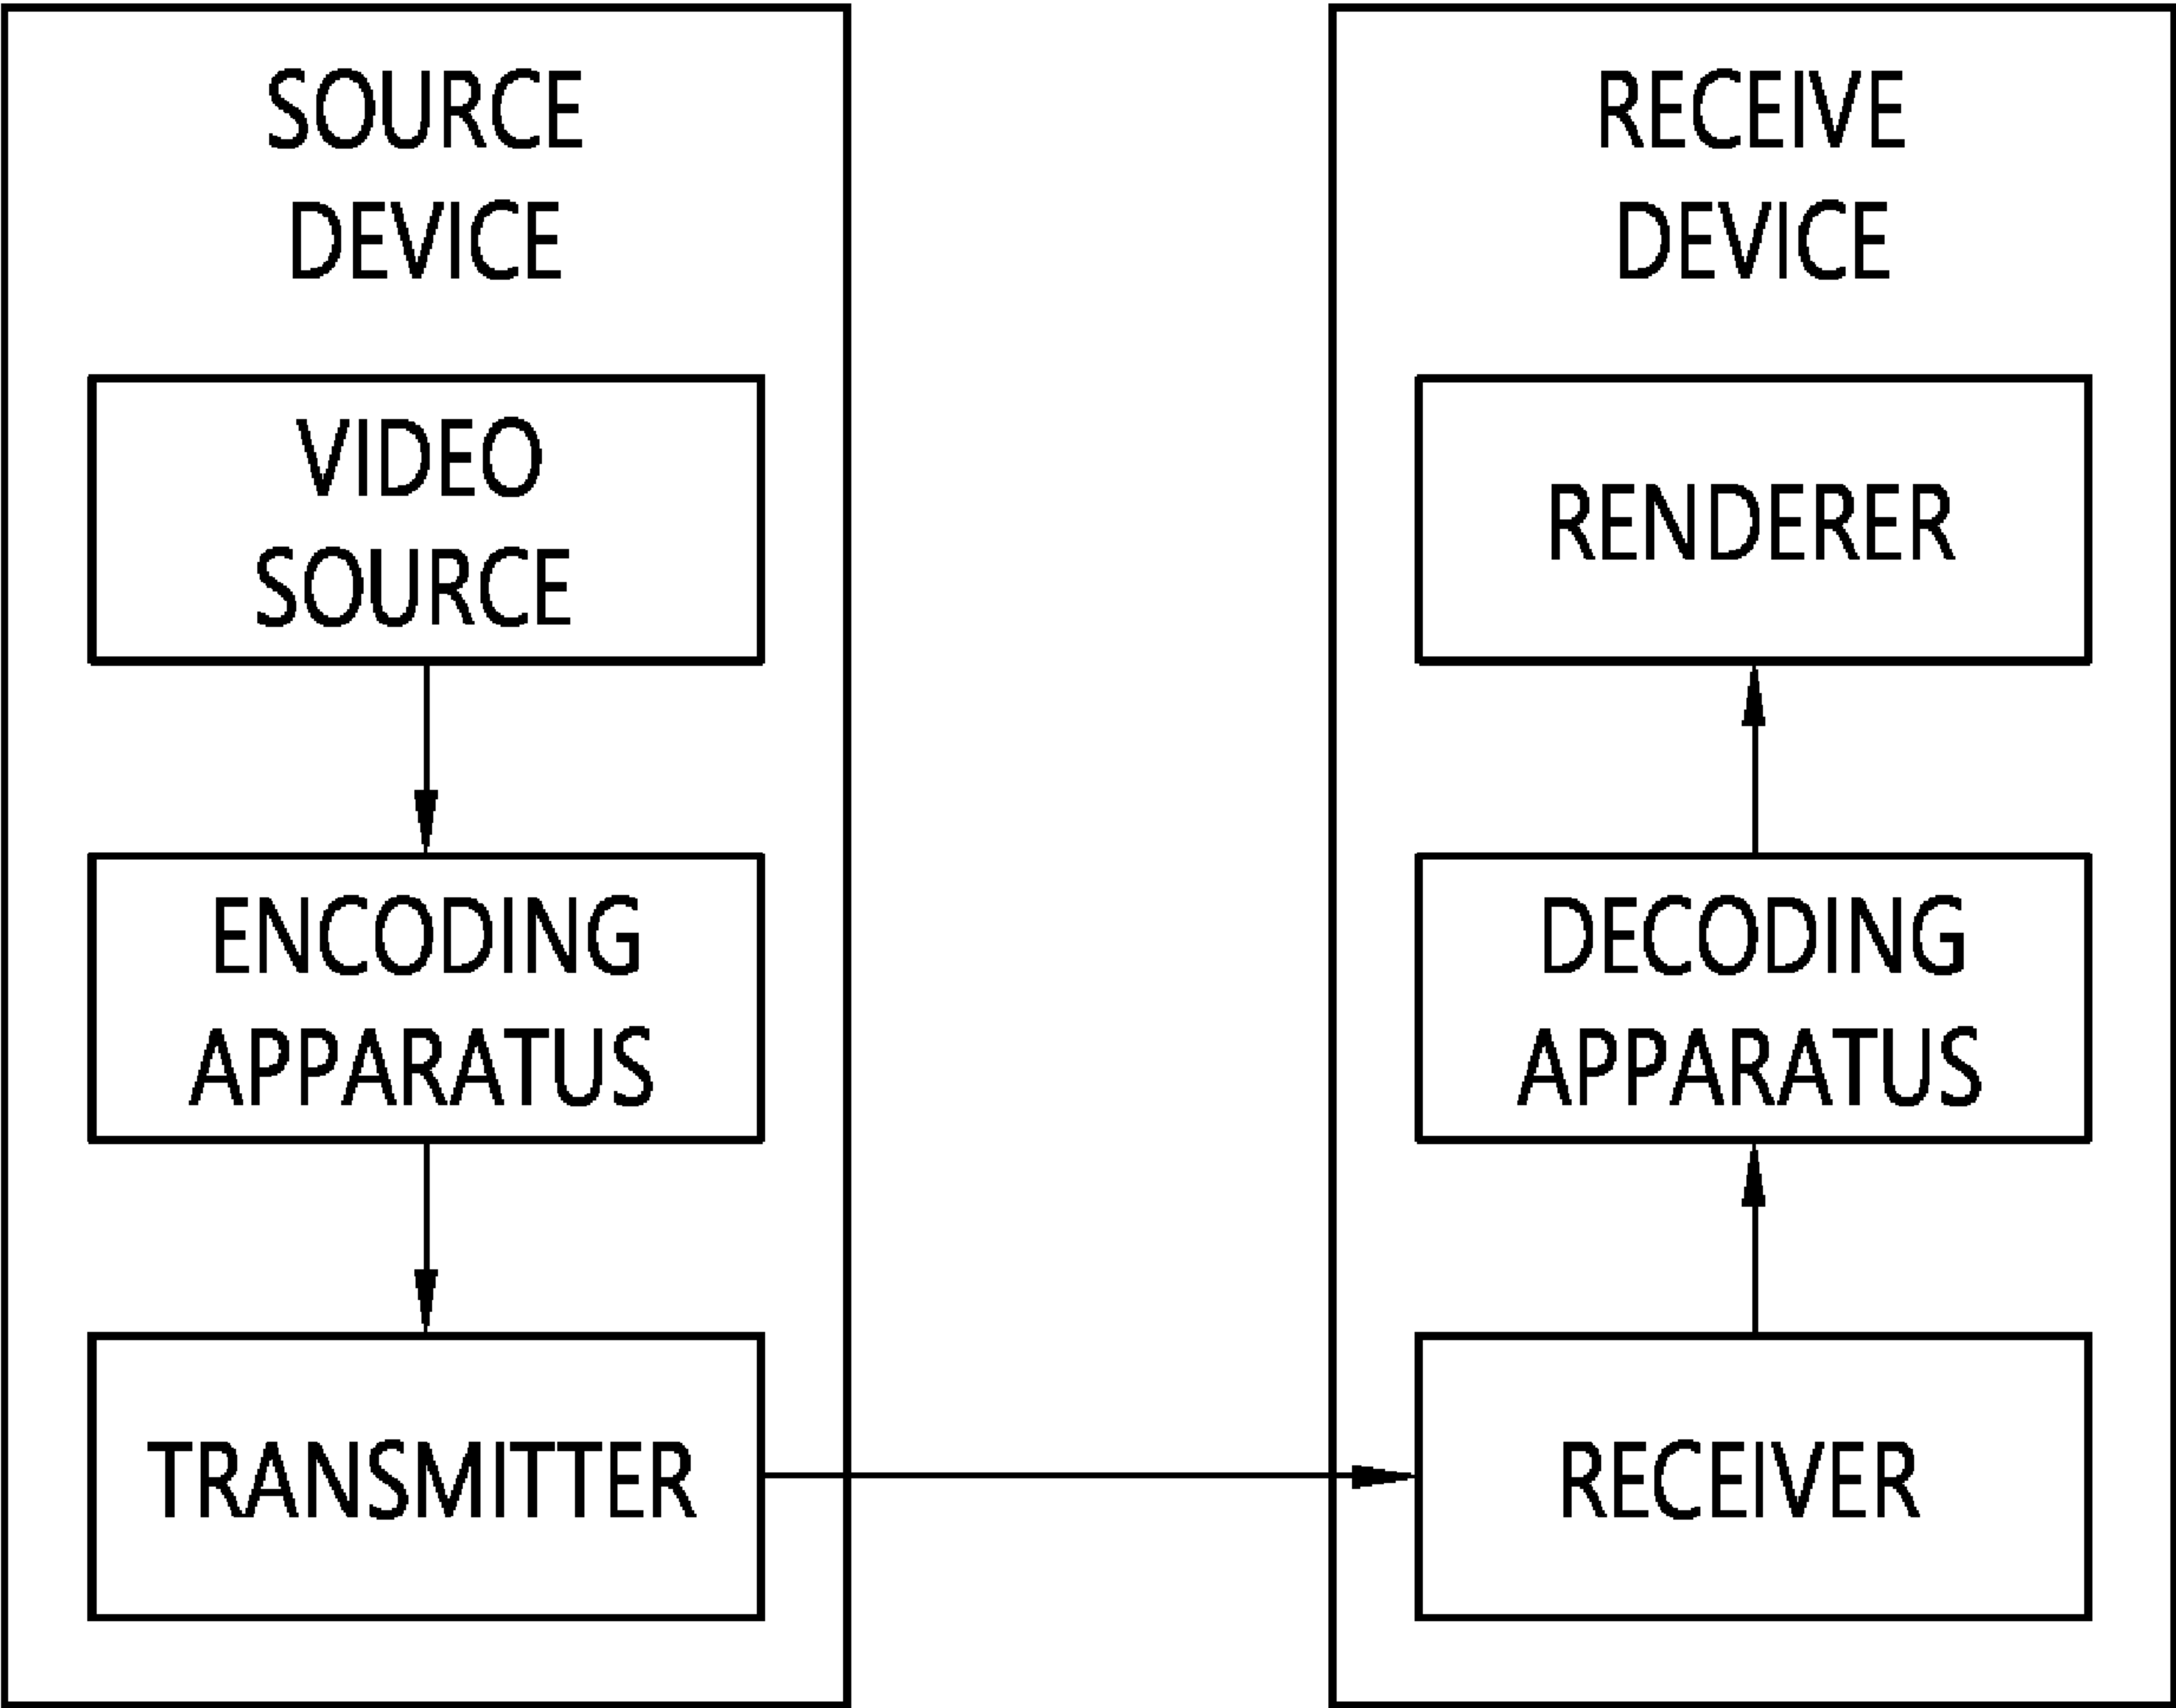 SOURCE
DEVICE
VIDEO
SOURCE
ENCODING
APPARATUS
TRANSMITTER
RECEIVE
DEVICE
RENDERER
DECODING
APPARATUS
RECEIVER